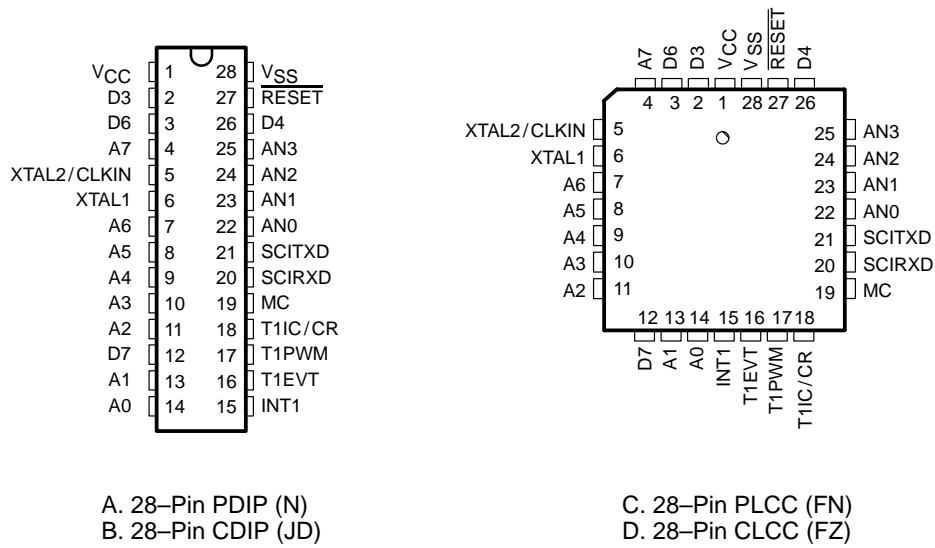 VCC 1 28 VSS
D3 2 27 RESET
D6 3 26 D4
A7 4 25 AN3
XTAL2/CLKIN 5 24 AN2
XTAL1 6 23 AN1
A6 7 22 AN0
A5 8 21 SCITXD
A4 9 20 SCIRXD
A3 10 19 MC
A2 11 18 T1IC/CR
D7 12 17 T1PWM
A1 13 16 T1EVT
A0 14 15 INT1
A. 28–Pin PDIP (N)
B. 28–Pin CDIP (JD)
A7 D6 D3 VCC VSS RESET D4
4 3 2 1 28 27 26
XTAL2/CLKIN 5 25 AN3
XTAL1 6 24 AN2
A6 7 23 AN1
A5 8 22 AN0
A4 9 21 SCITXD
A3 10 20 SCIRXD
A2 11 19 MC
12 13 14 15 16 17 18
D7 A1 A0 INT1 T1EVT T1PWM T1IC/CR
C. 28–Pin PLCC (FN)
D. 28–Pin CLCC (FZ)